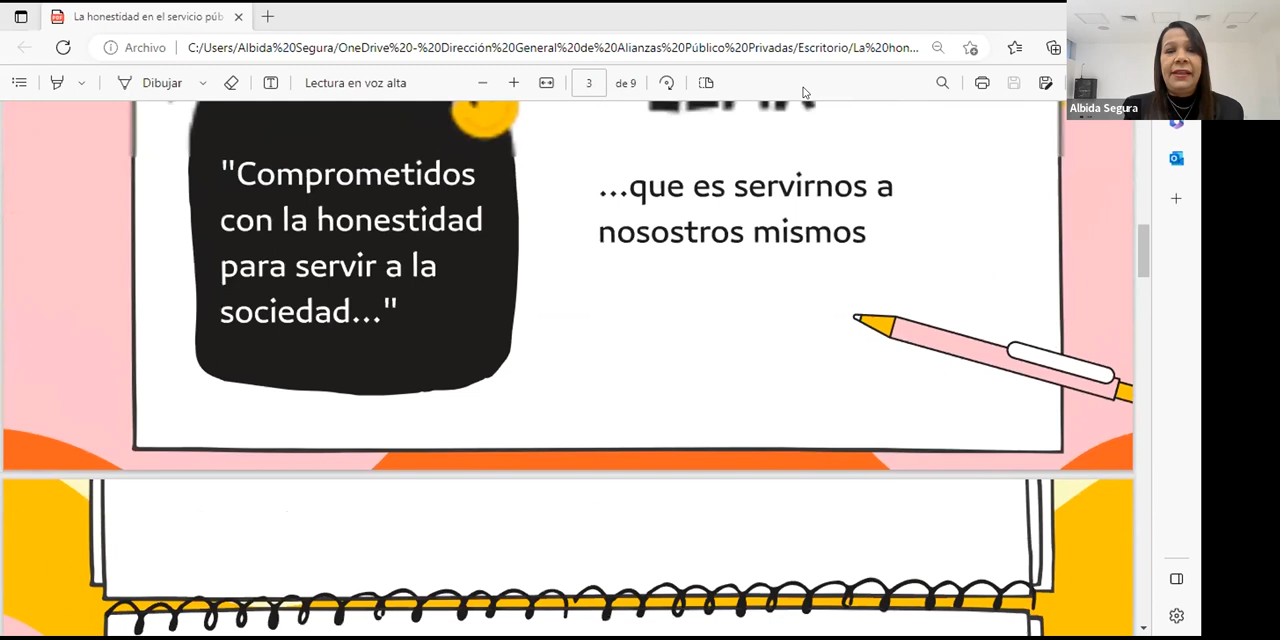 La honestidad en el servicio púb
Archivo
C:/Users/Albida%20Segura/OneDrive%20-%20Dirección%20General%20de%20Alianzas%20Público%20Privadas/Escritorio/La%20hon...
Dibujar
Lectura en voz alta
3
de 9
Albida Segura
"Comprometidos
con la honestidad
para servir a la
sociedad..."
...que es servirnos a
nosostros mismos